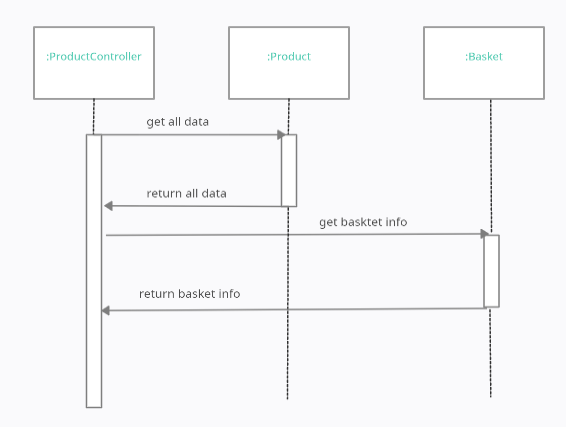 :ProductController
:Product
:Basket
get all data
return all data
get basktet info
return basket info